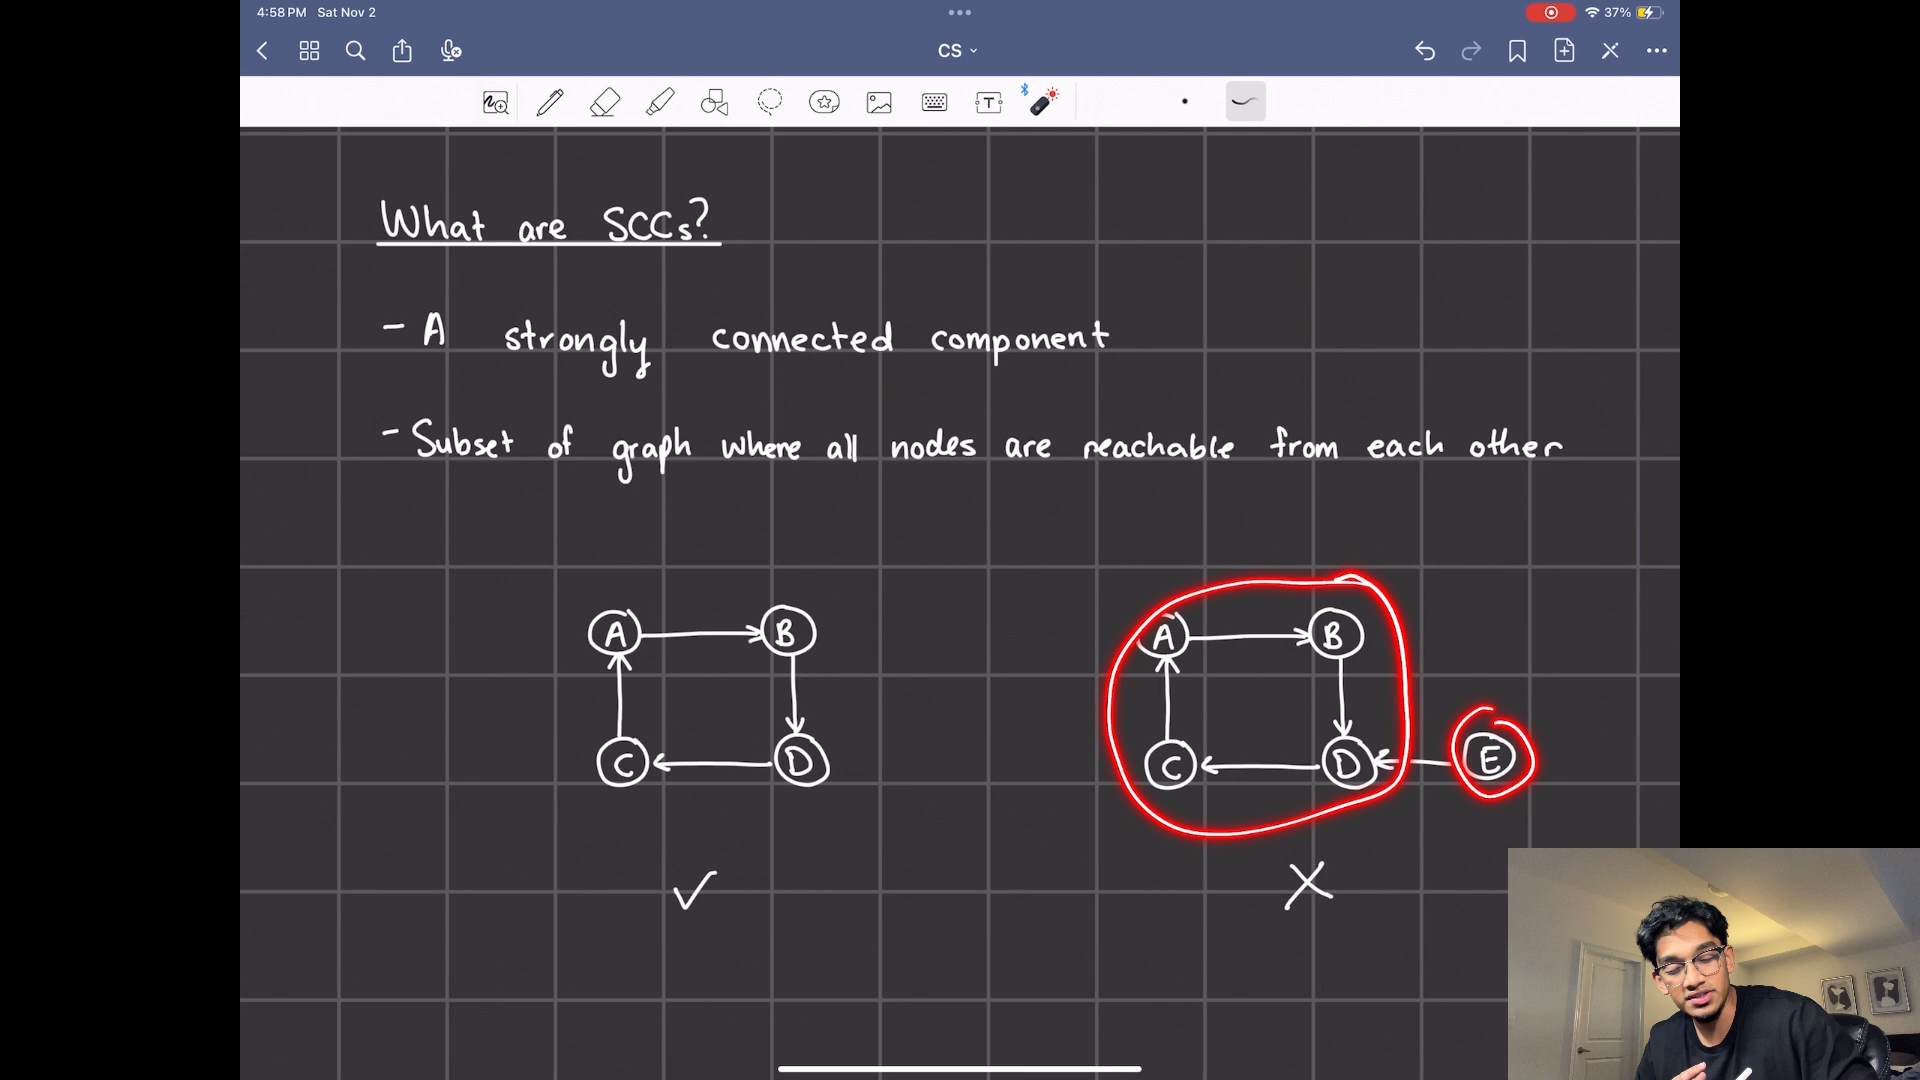 4:58 PM Sat Nov 2
37%
CS
T
What are SCCs?
- A strongly connected component
- Subset of graph where all nodes are reachable from each other
A B
A B
C D
C D E